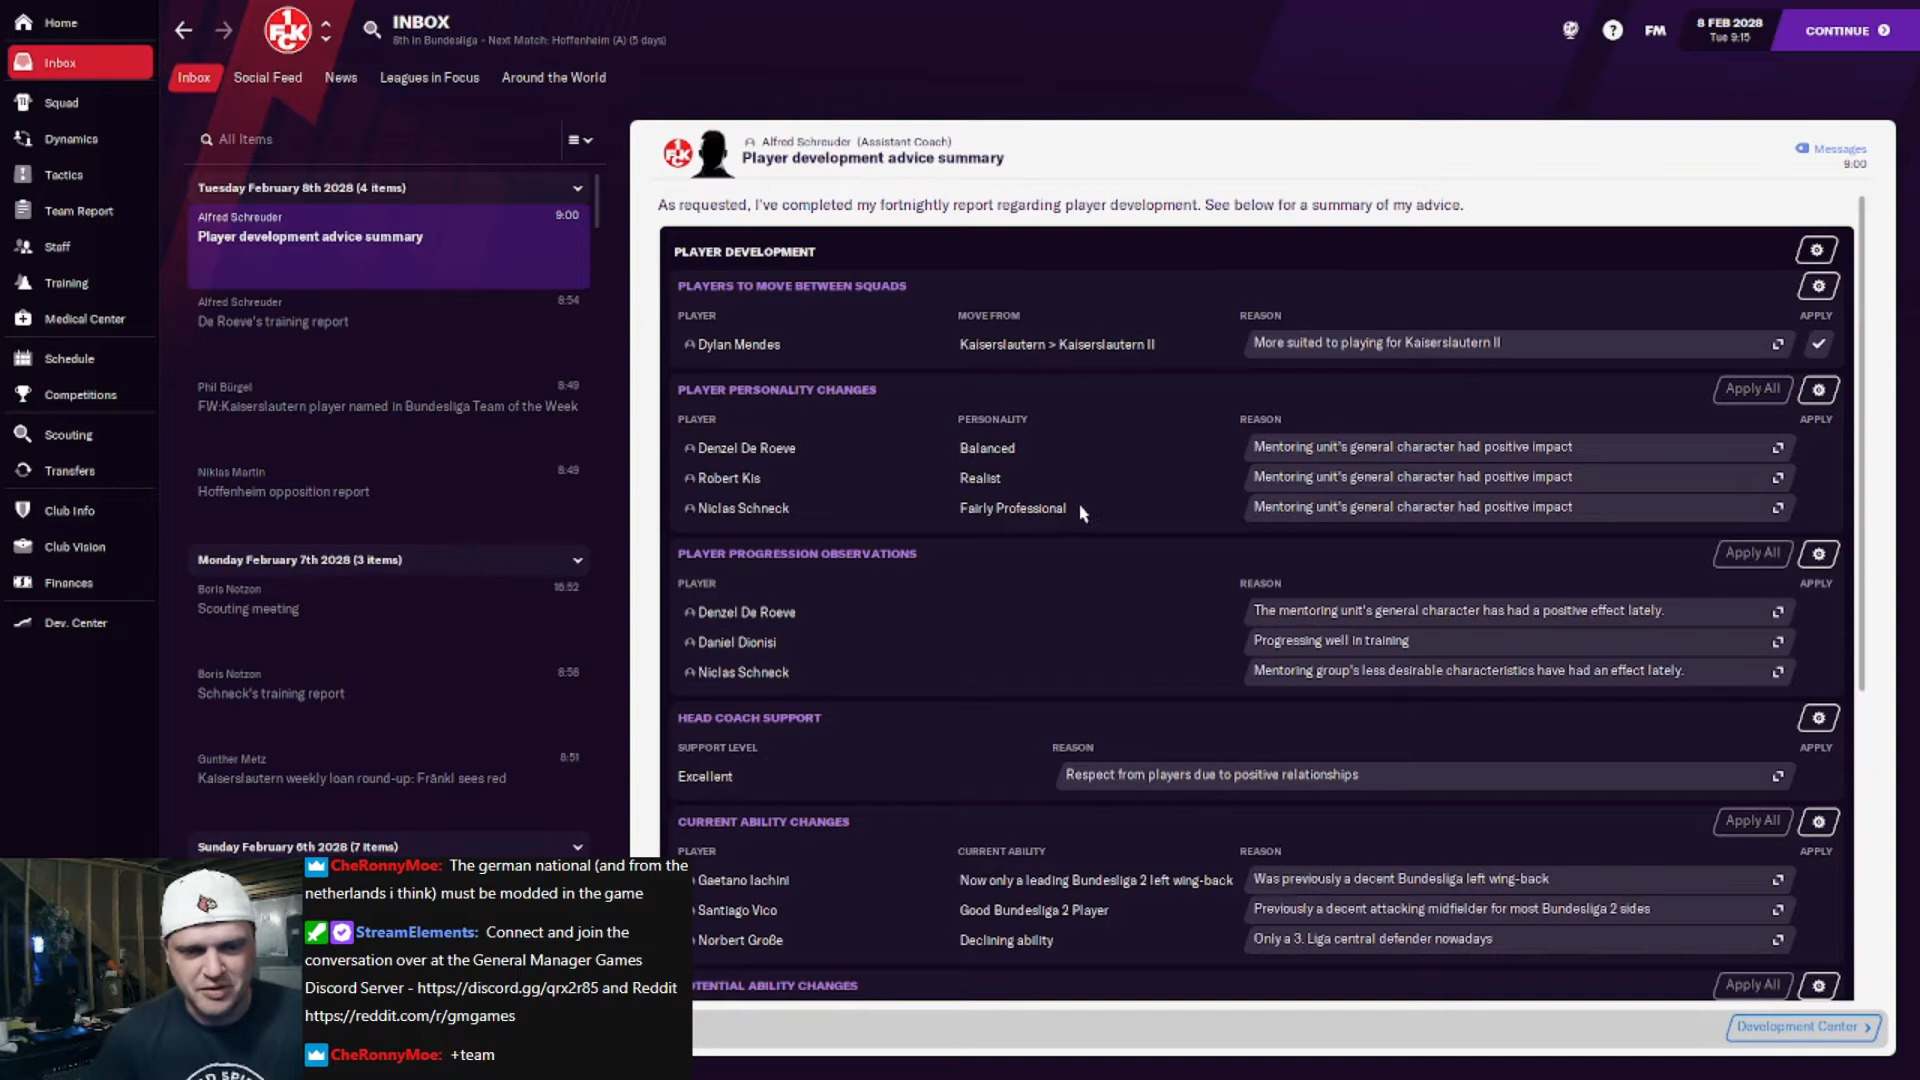 Home
Inbox
Squad
Dynamics
Tactics
Team Report
Staff
Training
Medical Center
Schedule
Competitions
Scouting
Transfers
Club Info
Club Vision
Finances
Dev. Center
1.
FCK
INBOX
8th in Bundesliga - Next Match: Hoffenheim (A) (5 days)
FM
8 FEB 2028
Tue 9:15
CONTINUE
Inbox Social Feed News Leagues in Focus Around the World
All Items
Tuesday February 8th 2028 (4 items)
Alfred Schreuder 9:00
Player development advice summary
Alfred Schreuder 8:54
De Roeve's training report
Phil Bürgel 8:49
FW:Kaiserslautern player named in Bundesliga Team of the Week
Niklas Martin 8:49
Hoffenheim opposition report
Monday February 7th 2028 (3 items)
Boris Notzon 16:52
Scouting meeting
Boris Notzon 8:58
Schneck's training report
Gunther Metz 8:51
Kaiserslautern weekly loan round-up: Fränkl sees red
Sunday February 6th 2028 (7 items)
Alfred Schreuder (Assistant Coach)
Player development advice summary
Messages
9:00
As requested, I've completed my fortnightly report regarding player development. See below for a summary of my advice.
PLAYER DEVELOPMENT
PLAYERS TO MOVE BETWEEN SQUADS
PLAYER MOVE FROM REASON APPLY
Dylan Mendes Kaiserslautern > Kaiserslautern II More suited to playing for Kaiserslautern II
PLAYER PERSONALITY CHANGES Apply All
PLAYER PERSONALITY REASON APPLY
Denzel De Roeve Balanced Mentoring unit's general character had positive impact
Robert Kis Realist Mentoring unit's general character had positive impact
Niclas Schneck Fairly Professional Mentoring unit's general character had positive impact
PLAYER PROGRESSION OBSERVATIONS Apply All
PLAYER REASON APPLY
Denzel De Roeve The mentoring unit's general character has had a positive effect lately.
Daniel Dionisi Progressing well in training
Niclas Schneck Mentoring group's less desirable characteristics have had an effect lately.
HEAD COACH SUPPORT
SUPPORT LEVEL REASON APPLY
Excellent Respect from players due to positive relationships
CURRENT ABILITY CHANGES Apply All
PLAYER CURRENT ABILITY REASON APPLY
Gaetano Iachini Now only a leading Bundesliga 2 left wing-back Was previously a decent Bundesliga left wing-back
Santiago Vico Good Bundesliga 2 Player Previously a decent attacking midfielder for most Bundesliga 2 sides
Norbert Große Declining ability Only a 3. Liga central defender nowadays
OTENTIAL ABILITY CHANGES Apply All
Development Center >
CheRonnyMoe: The german national (and from the
netherlands i think) must be modded in the game
StreamElements: Connect and join the
conversation over at the General Manager Games
Discord Server - https://discord.gg/qrx2r85 and Reddit
https://reddit.com/r/gmgames
CheRonnyMoe: +team